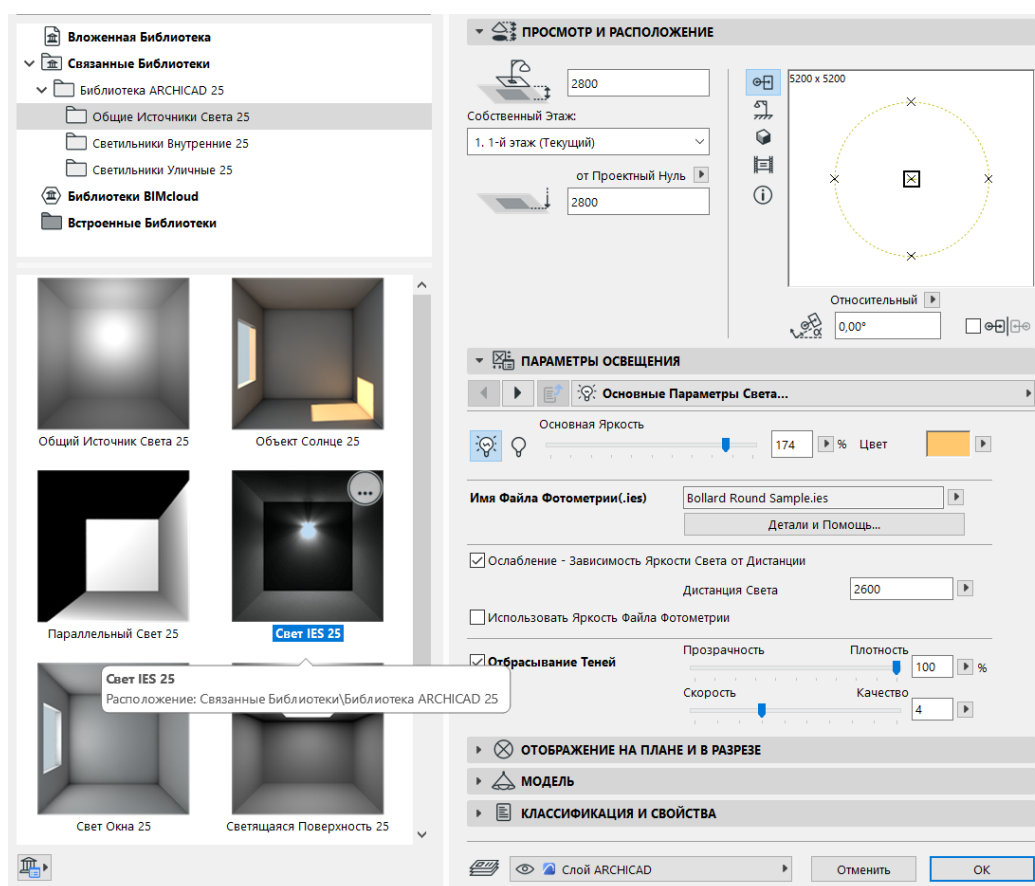 Вложенная Библиотека
Связанные Библиотеки
Библиотека ARCHICAD 25
Общие Источники Света 25
Светильники Внутренние 25
Светильники Уличные 25
Библиотеки BIMcloud
Встроенные Библиотеки
Общий Источник Света 25
Объект Солнце 25
Параллельный Свет 25
Свет IES 25
Свет IES 25
Расположение: Связанные Библиотеки\Библиотека ARCHICAD 25
Свет Окна 25
Светящаяся Поверхность 25
ПРОСМОТР И РАСПОЛОЖЕНИЕ
2800
Собственный Этаж:
1. 1-й этаж (Текущий)
от Проектный Нуль
2800
5200 x 5200
Относительный
α
0,00°
ПАРАМЕТРЫ ОСВЕЩЕНИЯ
Основные Параметры Света...
Основная Яркость
174 %
Цвет
Имя Файла Фотометрии(.ies)
Bollard Round Sample.ies
Детали и Помощь...
Ослабление - Зависимость Яркости Света от Дистанции
Дистанция Света
2600
Использовать Яркость Файла Фотометрии
Отбрасывание Теней
Прозрачность
Плотность
100 %
Скорость
Качество
4
ОТОБРАЖЕНИЕ НА ПЛАНЕ И В РАЗРЕЗЕ
МОДЕЛЬ
КЛАССИФИКАЦИЯ И СВОЙСТВА
Слой ARCHICAD
Отменить
OK